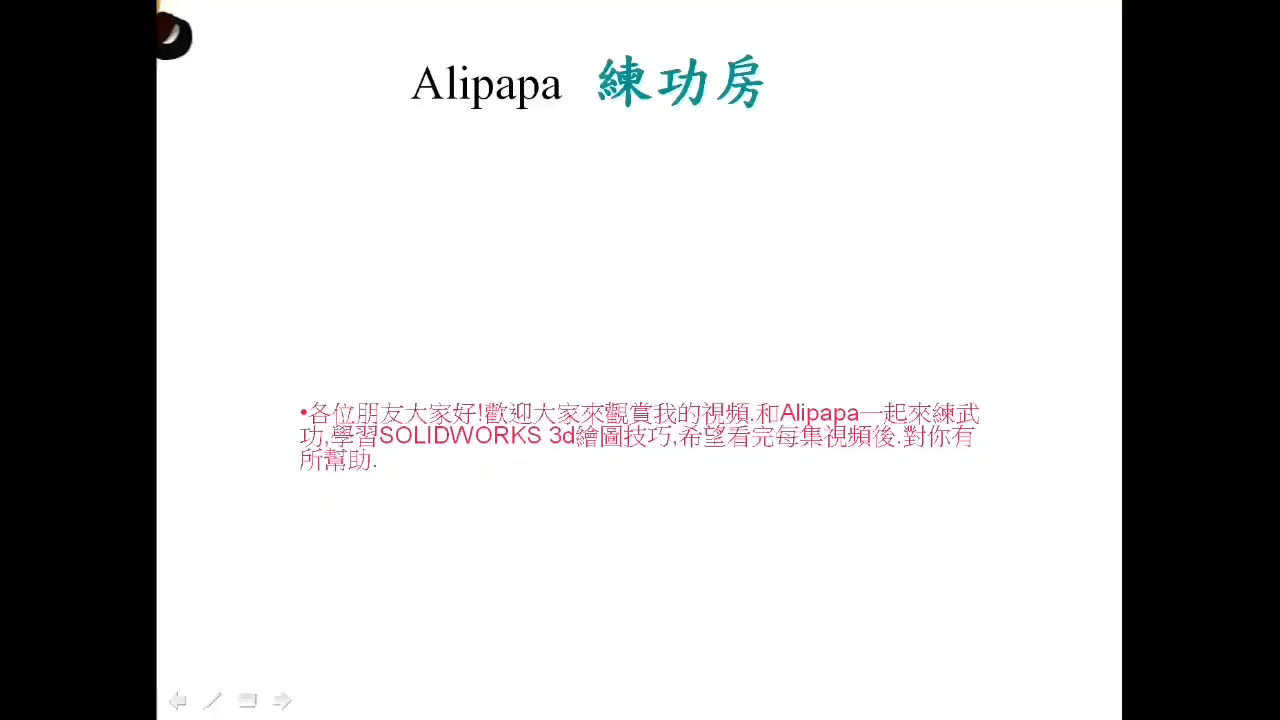 Alipapa 練功房
•各位朋友大家好!歡迎大家來觀賞我的視頻.和Alipapa一起來練武
功,學習SOLIDWORKS 3d繪圖技巧,希望看完每集視頻後.對你有
所幫助.